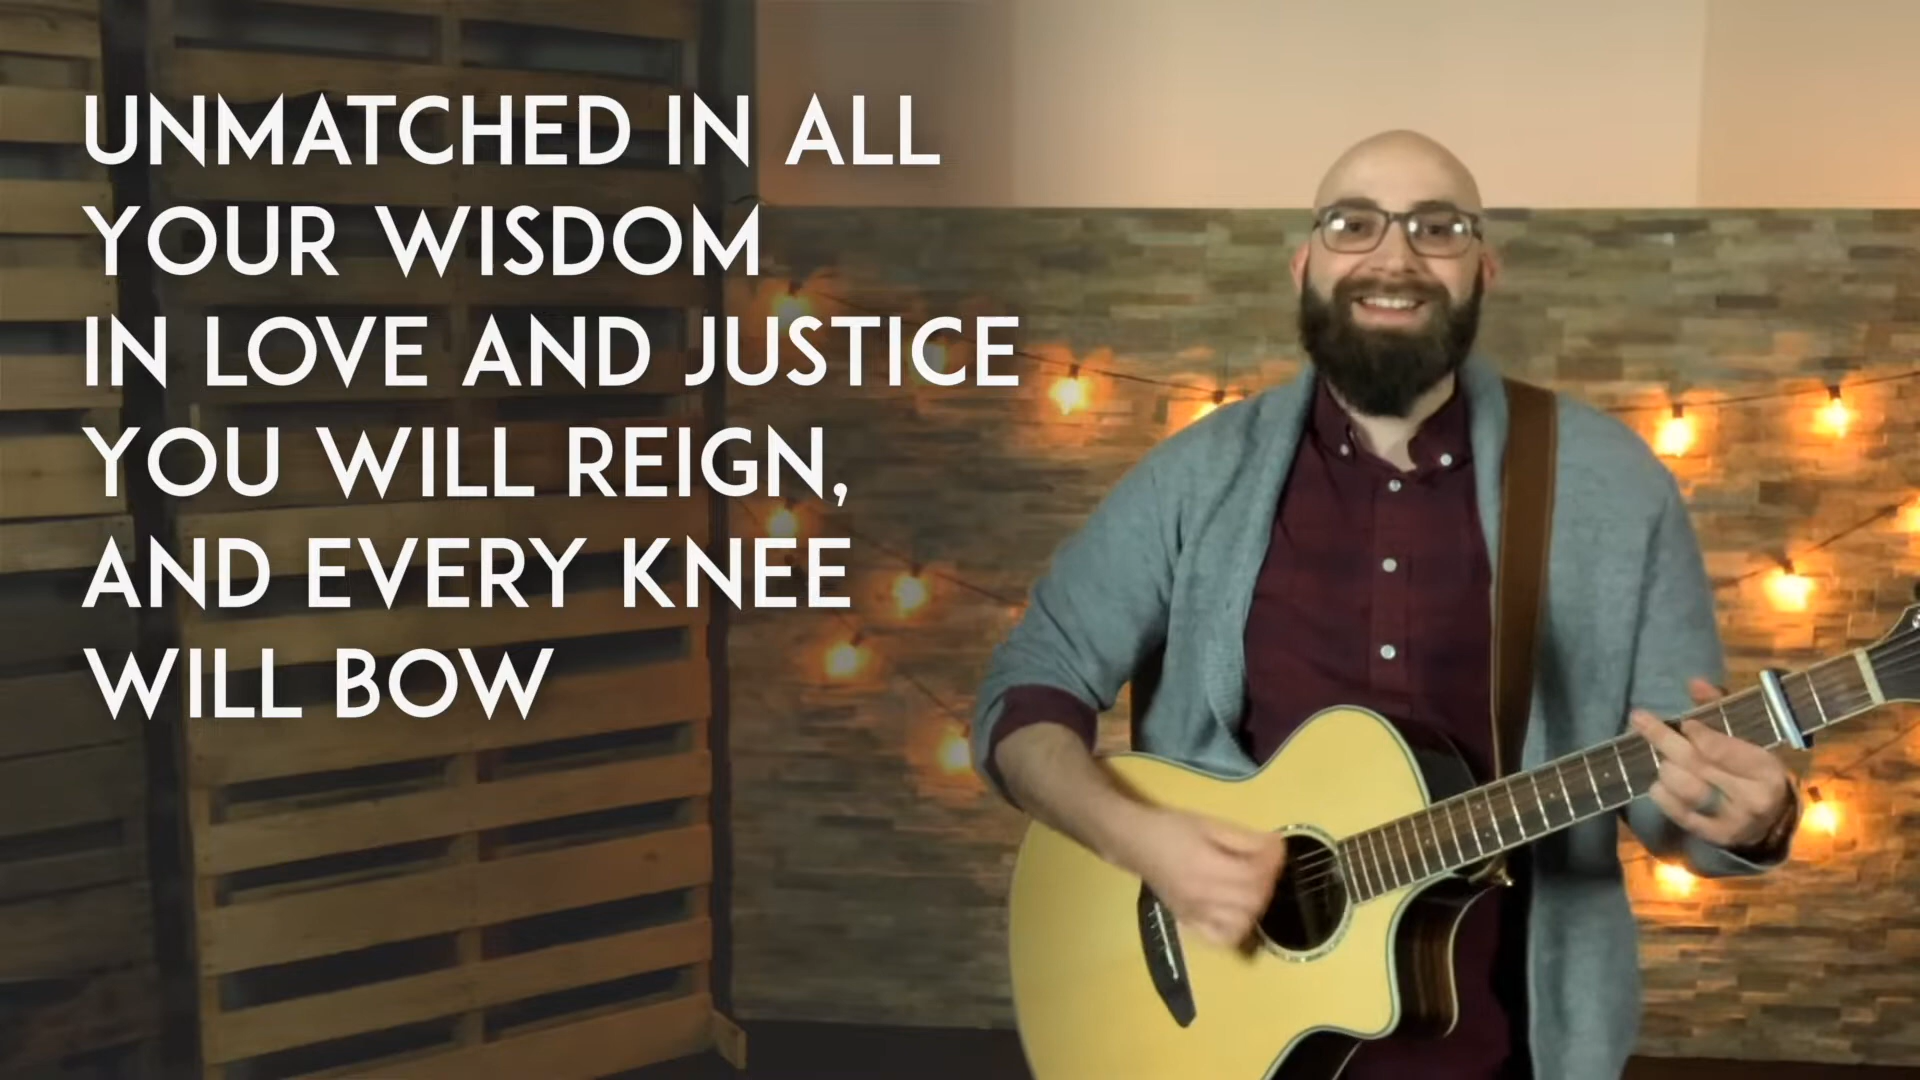 UNMATCHED IN ALL
YOUR WISDOM
IN LOVE AND JUSTICE
YOU WILL REIGN,
AND EVERY KNEE
WILL BOW